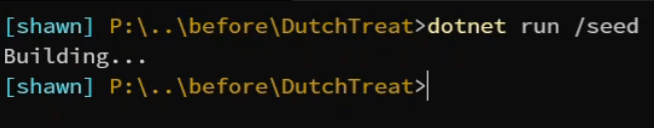 [shawn] P:\..\before\DutchTreat>dotnet run /seed
Building...
[shawn] P:\..\before\DutchTreat>